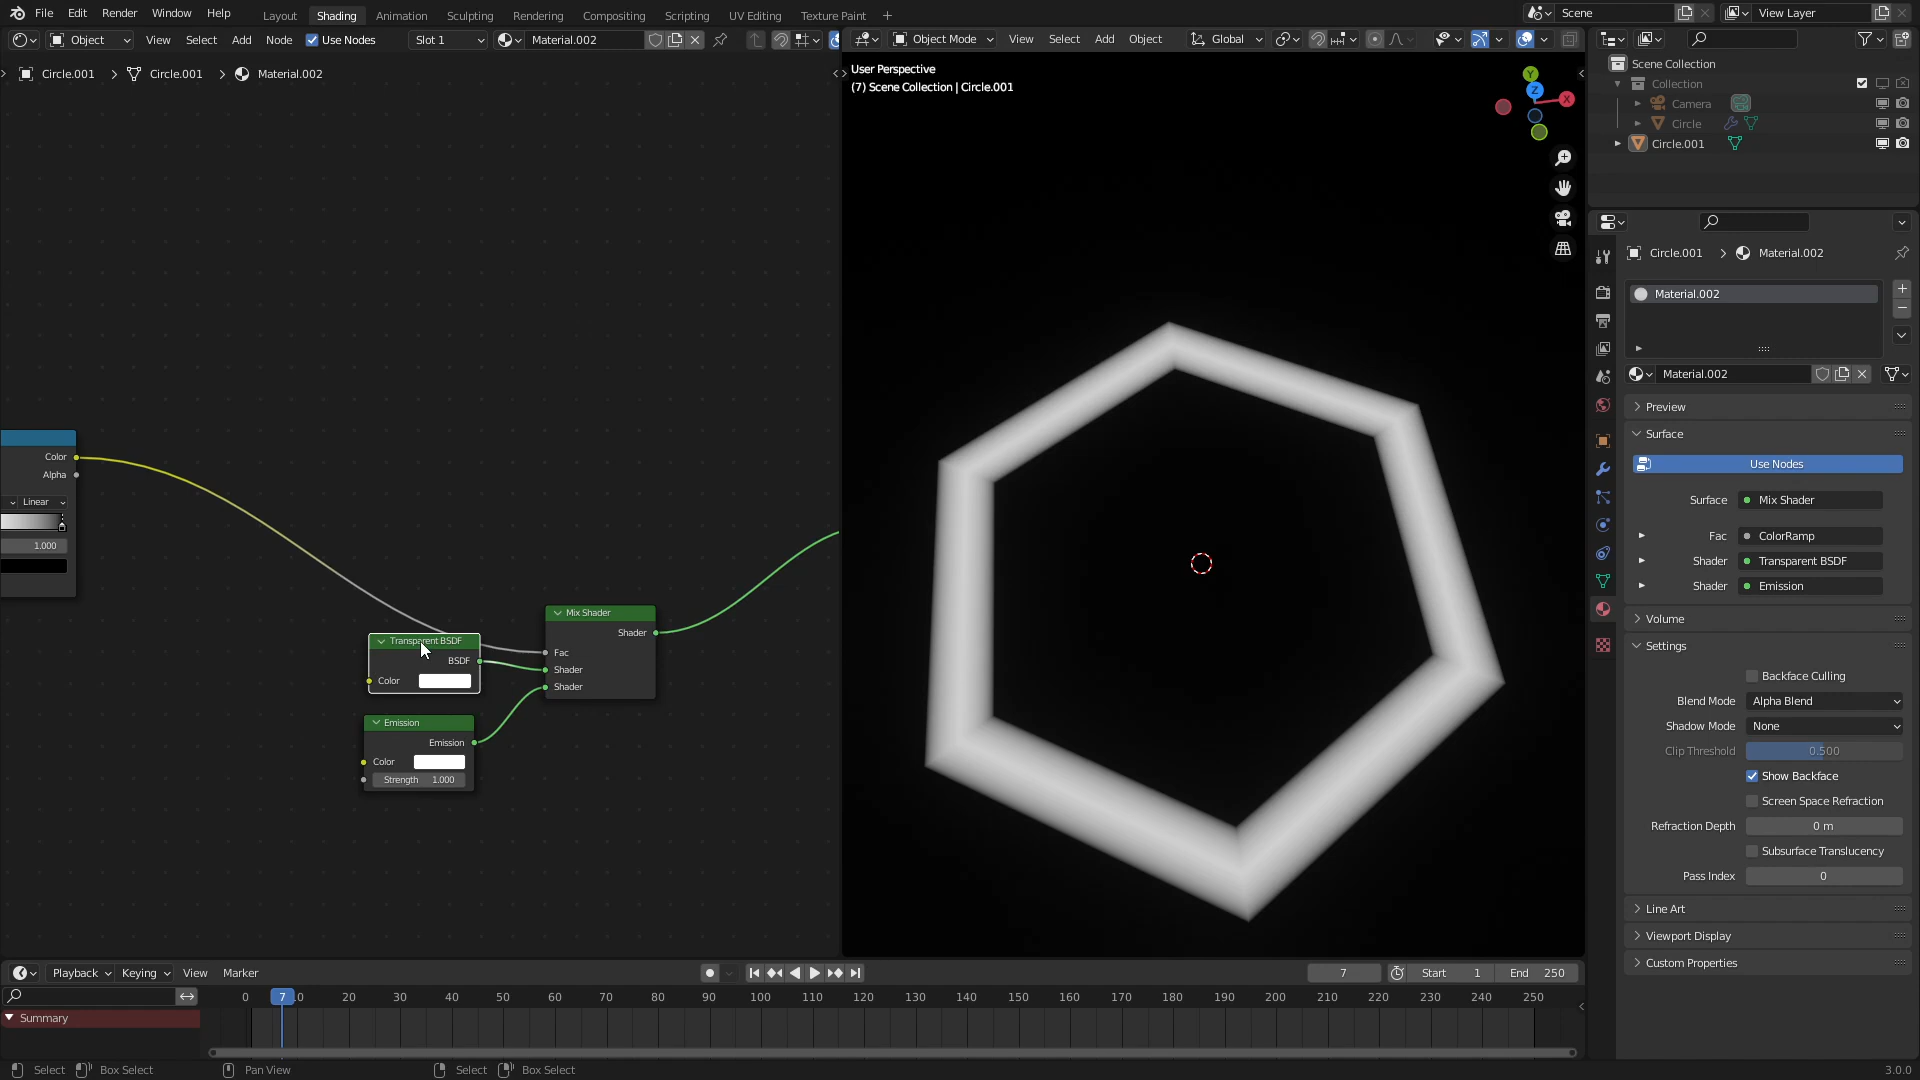 File Edit Render Window Help Layout Shading Animation Sculpting Rendering Compositing Scripting UV Editing Texture Paint + Scene View Layer
Object View Select Add Node Use Nodes Slot 1 Material.002
Object Mode View Select Add Object Global
Circle.001 > Circle.001 > Material.002
User Perspective
(7) Scene Collection | Circle.001
Y
Z
X
Color
Alpha
Linear
1.000
Transparent BSDF
BSDF
Color
Mix Shader
Shader
Fac
Shader
Shader
Emission
Emission
Color
Strength 1.000
Scene Collection
Collection
Camera
Circle
Circle.001
Circle.001 > Material.002
Material.002
Material.002
Preview
Surface
Use Nodes
Surface Mix Shader
Fac ColorRamp
Shader Transparent BSDF
Shader Emission
Volume
Settings
Backface Culling
Blend Mode Alpha Blend
Shadow Mode None
Clip Threshold 0.500
Show Backface
Screen Space Refraction
Refraction Depth 0 m
Subsurface Translucency
Pass Index 0
Line Art
Viewport Display
Custom Properties
Playback Keying View Marker 7 Start 1 End 250
0 7 0 20 30 40 50 60 70 80 90 100 110 120 130 140 150 160 170 180 190 200 210 220 230 240 250
Summary
Select Box Select Pan View Select Box Select 3.0.0